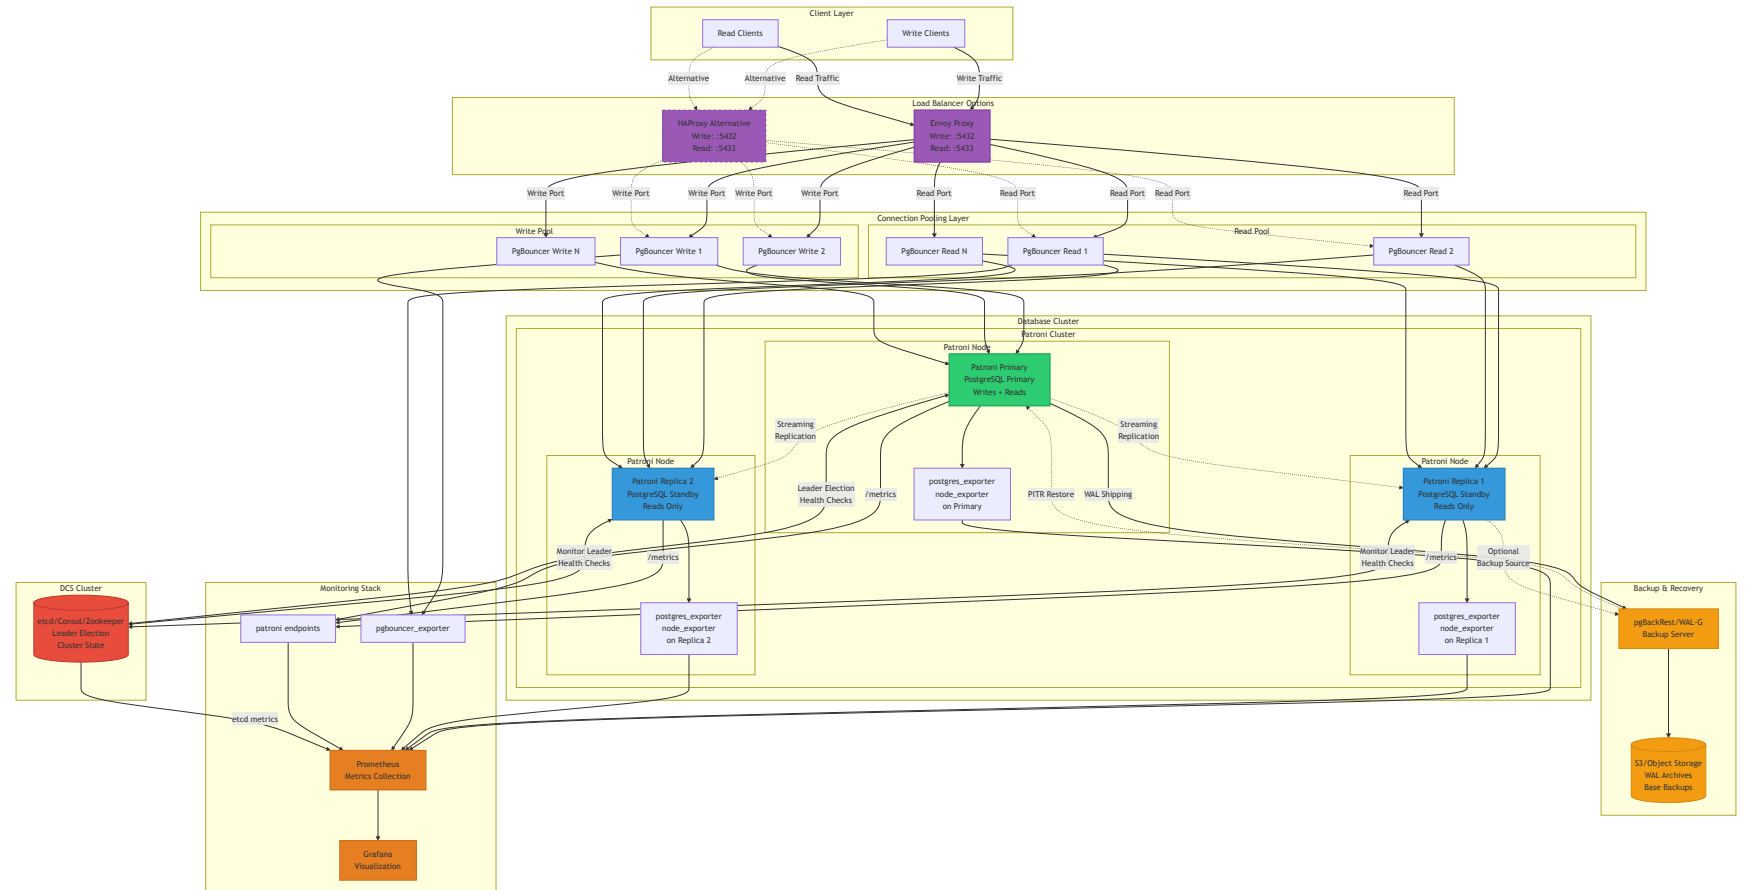 Client Layer
Read Clients
Write Clients
Alternative
Alternative
Read Traffic
Write Traffic
Load Balancer Options
HAProxy Alternative
Write: :5432
Read: :5433
Envoy Proxy
Write: :5432
Read: :5433
Write Port
Write Port
Write Port
Write Port
Write Port
Read Port
Read Port
Read Port
Read Port
Read Port
Connection Pooling Layer
Write Pool
Read Pool
PgBouncer Write N
PgBouncer Write 1
PgBouncer Write 2
PgBouncer Read N
PgBouncer Read 1
PgBouncer Read 2
Database Cluster
Patroni Cluster
Patroni Node
Patroni Primary
PostgreSQL Primary
Writes + Reads
Streaming
Replication
Streaming
Replication
Patroni Node
Patroni Replica 2
PostgreSQL Standby
Reads Only
Leader Election
Health Checks
/metrics
postgres_exporter
node_exporter
on Primary
PITR Restore
WAL Shipping
Patroni Node
Patroni Replica 1
PostgreSQL Standby
Reads Only
Monitor Leader
Health Checks
/metrics
Monitor Leader
Health Checks
/metrics
Optional
Backup Source
DCS Cluster
etcd/Consul/Zookeeper
Leader Election
Cluster State
Monitoring Stack
patroni endpoints
pgbouncer_exporter
postgres_exporter
node_exporter
on Replica 2
postgres_exporter
node_exporter
on Replica 1
Backup & Recovery
pgBackRest/WAL-G
Backup Server
etcd metrics
Prometheus
Metrics Collection
S3/Object Storage
WAL Archives
Base Backups
Grafana
Visualization